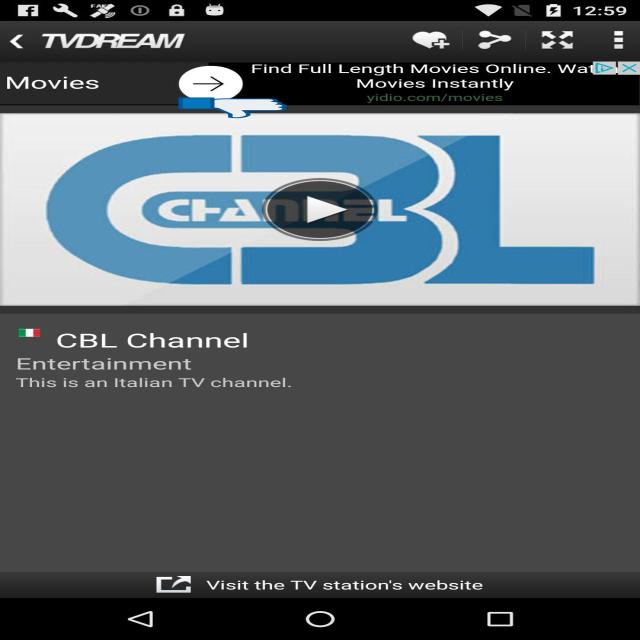 12:59
TVDREAM
Movies
Find Full Length Movies Online. Wat
Movies Instantly
yidio.com/movies
CBL
CHANNEL
CBL Channel
Entertainment
This is an Italian TV channel.
Visit the TV station's website